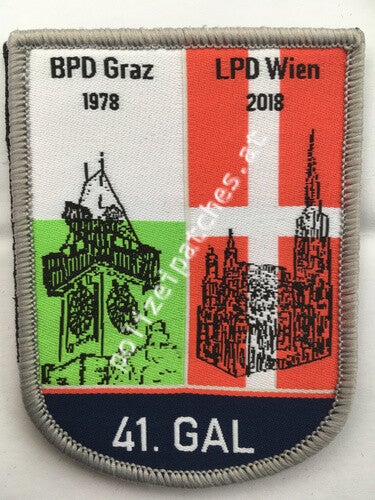 BPD Graz LPD Wien
1978 2018
polizeipatches.at
41. GAL